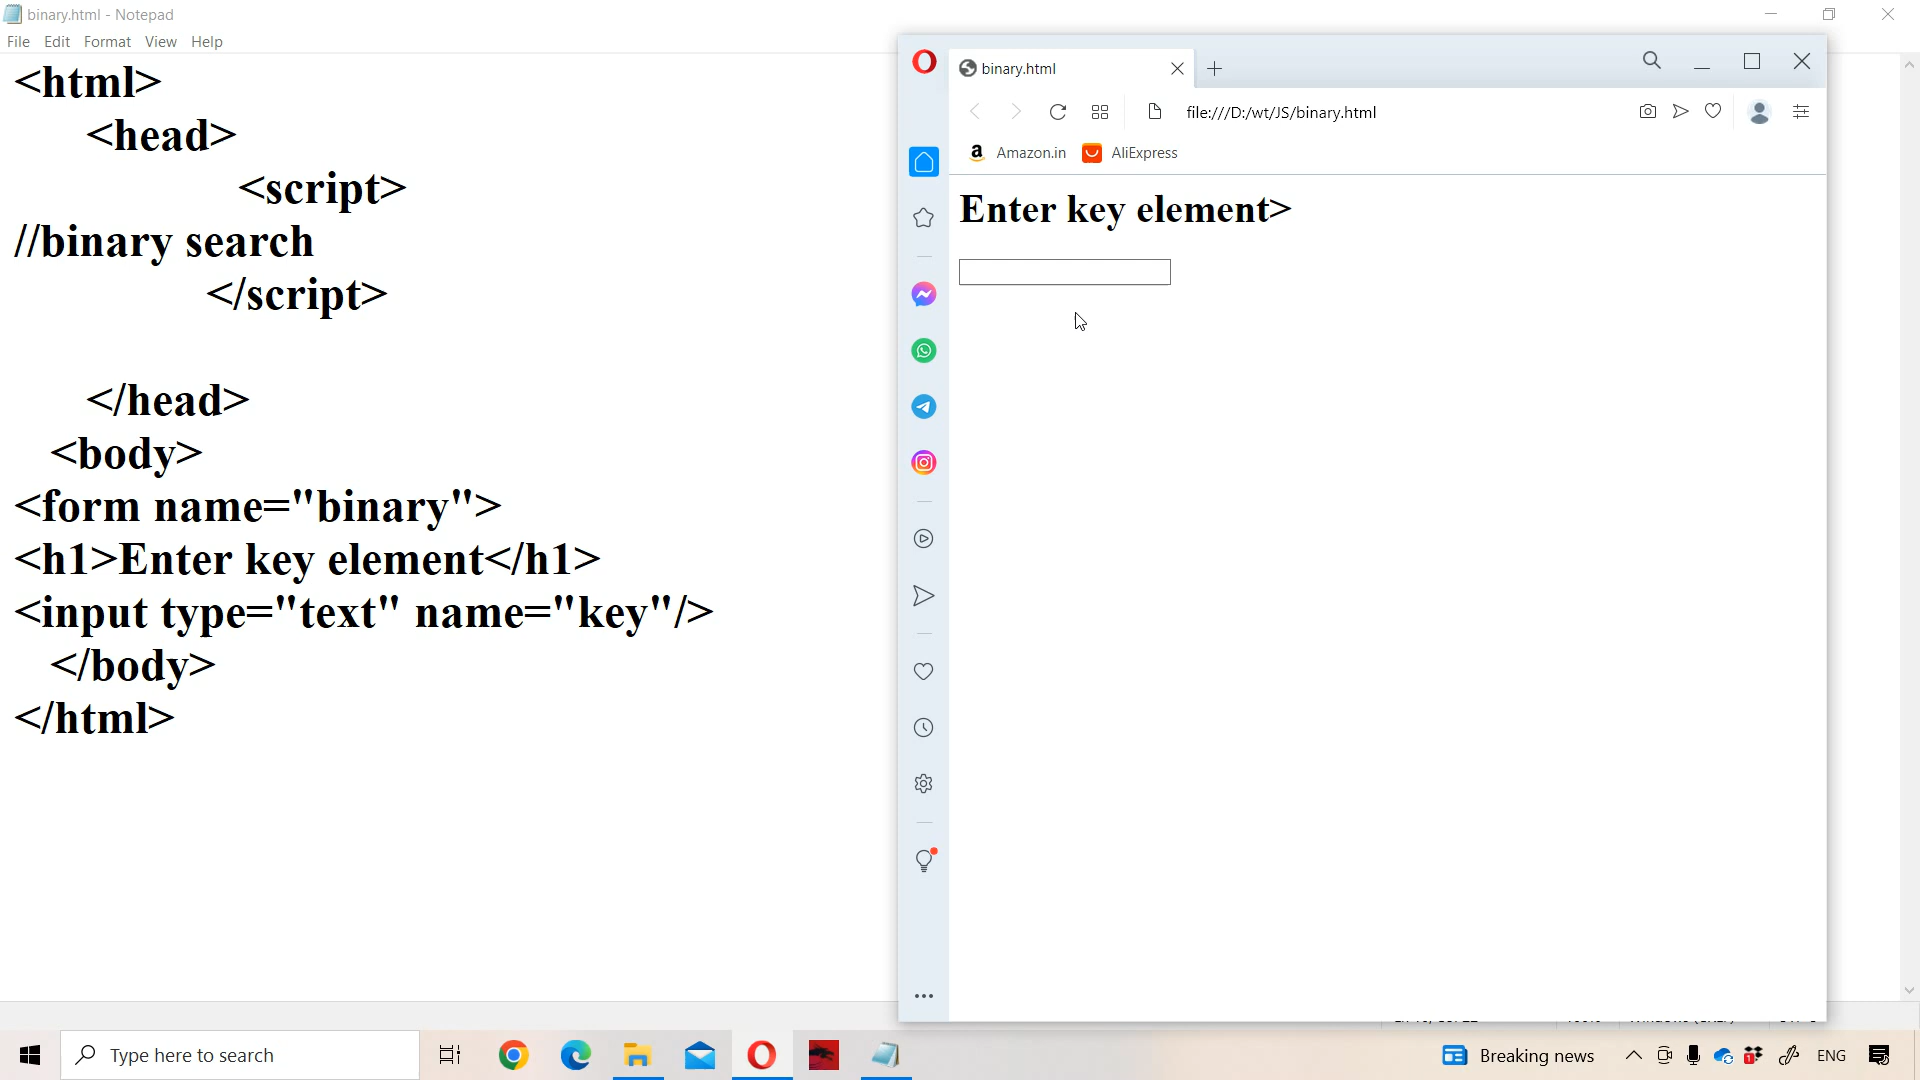 binary.html - Notepad
File Edit Format View Help
<html>
<head>
<script>
//binary search
</script>
</head>
<body>
<form name="binary">
<h1>Enter key element</h1>
<input type="text" name="key"/>
</body>
</html>
binary.html
file:///D:/wt/JS/binary.html
a Amazon.in AliExpress
Enter key element>
Type here to search
Breaking news
1
ENG